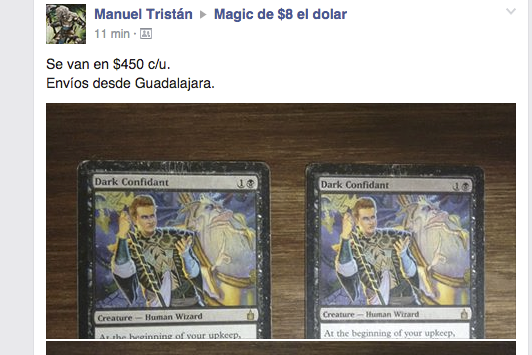 Manuel Tristán ▸ Magic de $8 el dolar
11 min ·
Se van en $450 c/u.
Envíos desde Guadalajara.
Dark Confidant 1
Dark Confidant 1
Creature — Human Wizard
Creature — Human Wizard
At the beginning of your upkeep,
At the beginning of your upkeep,